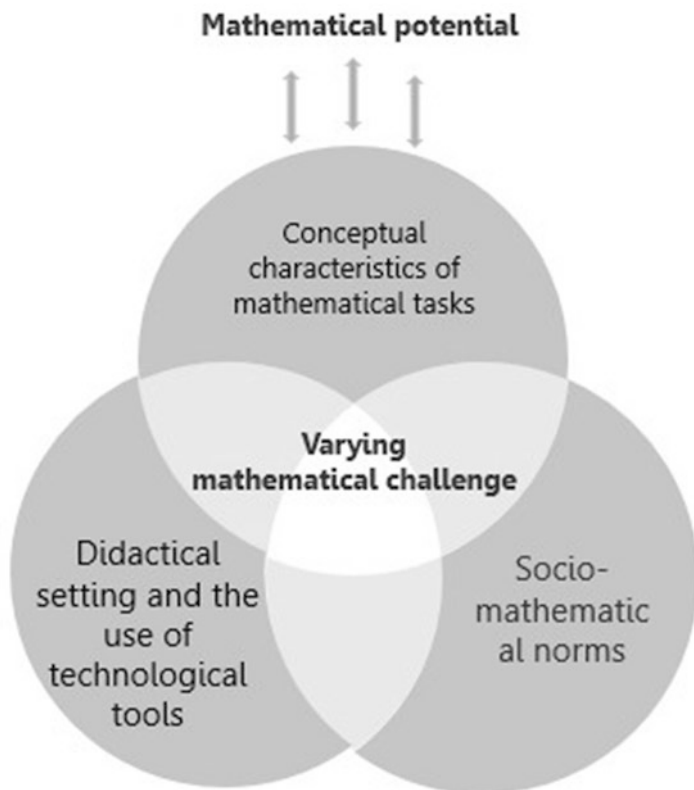 Mathematical potential
Conceptual
characteristics of
mathematical tasks
Varying
mathematical challenge
Didactical
setting and the
use of
technological
tools
Socio-
mathematic
al norms